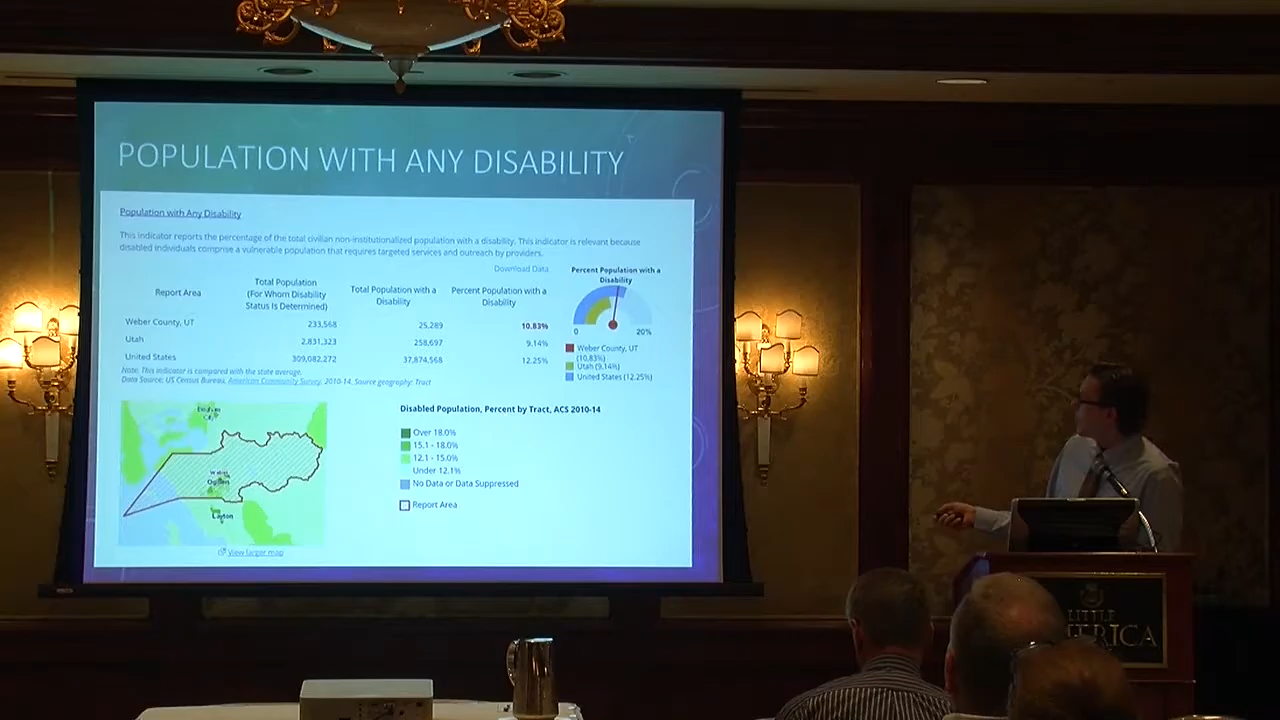 POPULATION WITH ANY DISABILITY
Population with Any Disability
This indicator reports the percentage of the total civilian non-institutionalized population with a disability. This indicator is relevant because
disabled individuals comprise a vulnerable population that requires targeted services and outreach by providers.
Download Data
Report Area
Total Population
(For Whom Disability
Status Is Determined)
Total Population with a
Disability
Percent Population with a
Disability
Weber County, UT 233,568 25,289 10.83%
Utah 2,831,323 258,697 9.14%
United States 309,082,272 37,874,568 12.25%
Note: This indicator is compared with the state average.
Data Source: US Census Bureau, American Community Survey. 2010-14. Source geography: Tract
Percent Population with a
Disability
0 20%
Weber County, UT
(10.83%)
Utah (9.14%)
United States (12.25%)
City
Ogden
Layton
View larger map
Disabled Population, Percent by Tract, ACS 2010-14
Over 18.0%
15.1 - 18.0%
12.1 - 15.0%
Under 12.1%
No Data or Data Suppressed
Report Area
LITTLE
ERICA